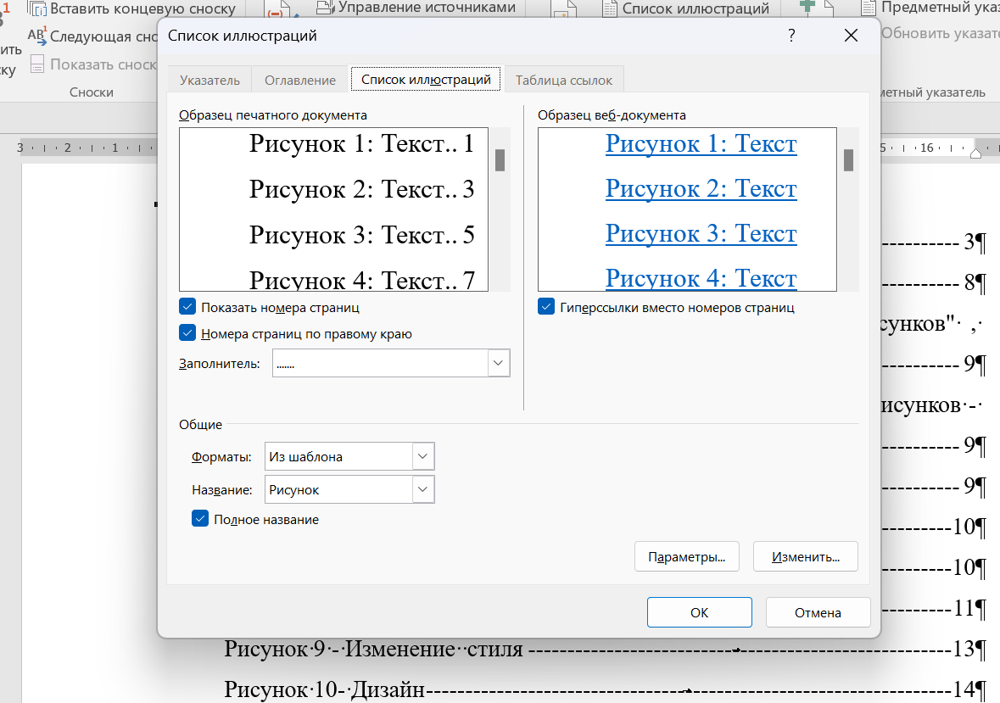 Вставить концевую сноску
Управление источниками
Список иллюстраций
Предметный указ
AB1 Следующая сно
Обновить указате
ить
ску
Показать сноск
Сноски
метный указатель
Список иллюстраций ?
Указатель Оглавление Список иллюстраций Таблица ссылок
Образец печатного документа
Рисунок 1: Текст.. 1
Рисунок 2: Текст.. 3
Рисунок 3: Текст.. 5
Рисунок 4: Текст.. 7
Показать номера страниц
Номера страниц по правому краю
Заполнитель: .......
Образец веб-документа
Рисунок 1: Текст
Рисунок 2: Текст
Рисунок 3: Текст
Рисунок 4: Текст
Гиперссылки вместо номеров страниц
Общие
Форматы: Из шаблона
Название: Рисунок
Полное название
Параметры... Изменить...
ОК Отмена
3 · 2 · 1
5 · 16
---------- 3¶
---------- 8¶
сунков"· ,·
---------- 9¶
исунков·-·
---------- 9¶
---------- 9¶
---------10¶
---------10¶
---------11¶
Рисунок·9·-·Изменение··стиля ---------→---------13¶
Рисунок·10-·Дизайн---------→---------14¶